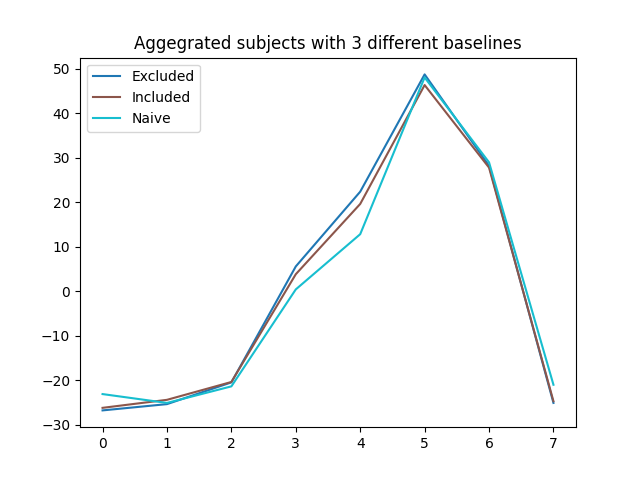 Aggegrated subjects with 3 different baselines
Excluded
Included
Naive
50
40
30
20
10
0
−10
−20
−30
0 1 2 3 4 5 6 7